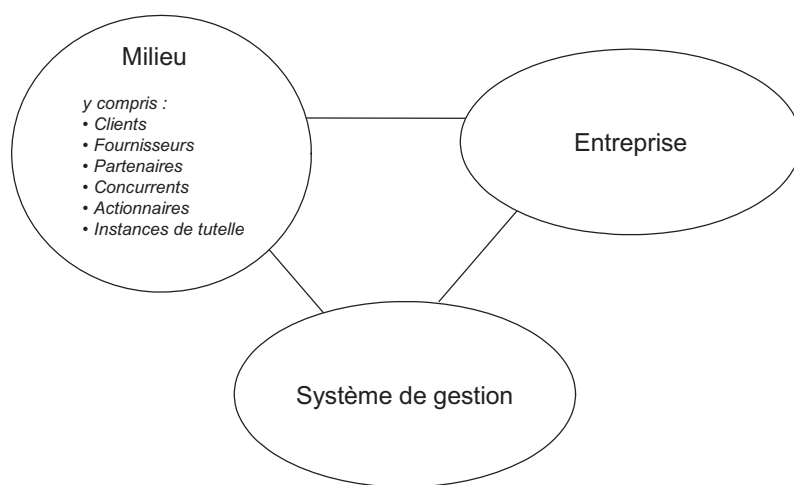 Milieu
y compris :
• Clients
• Fournisseurs
• Partenaires
• Concurrents
• Actionnaires
• Instances de tutelle
Entreprise
Système de gestion